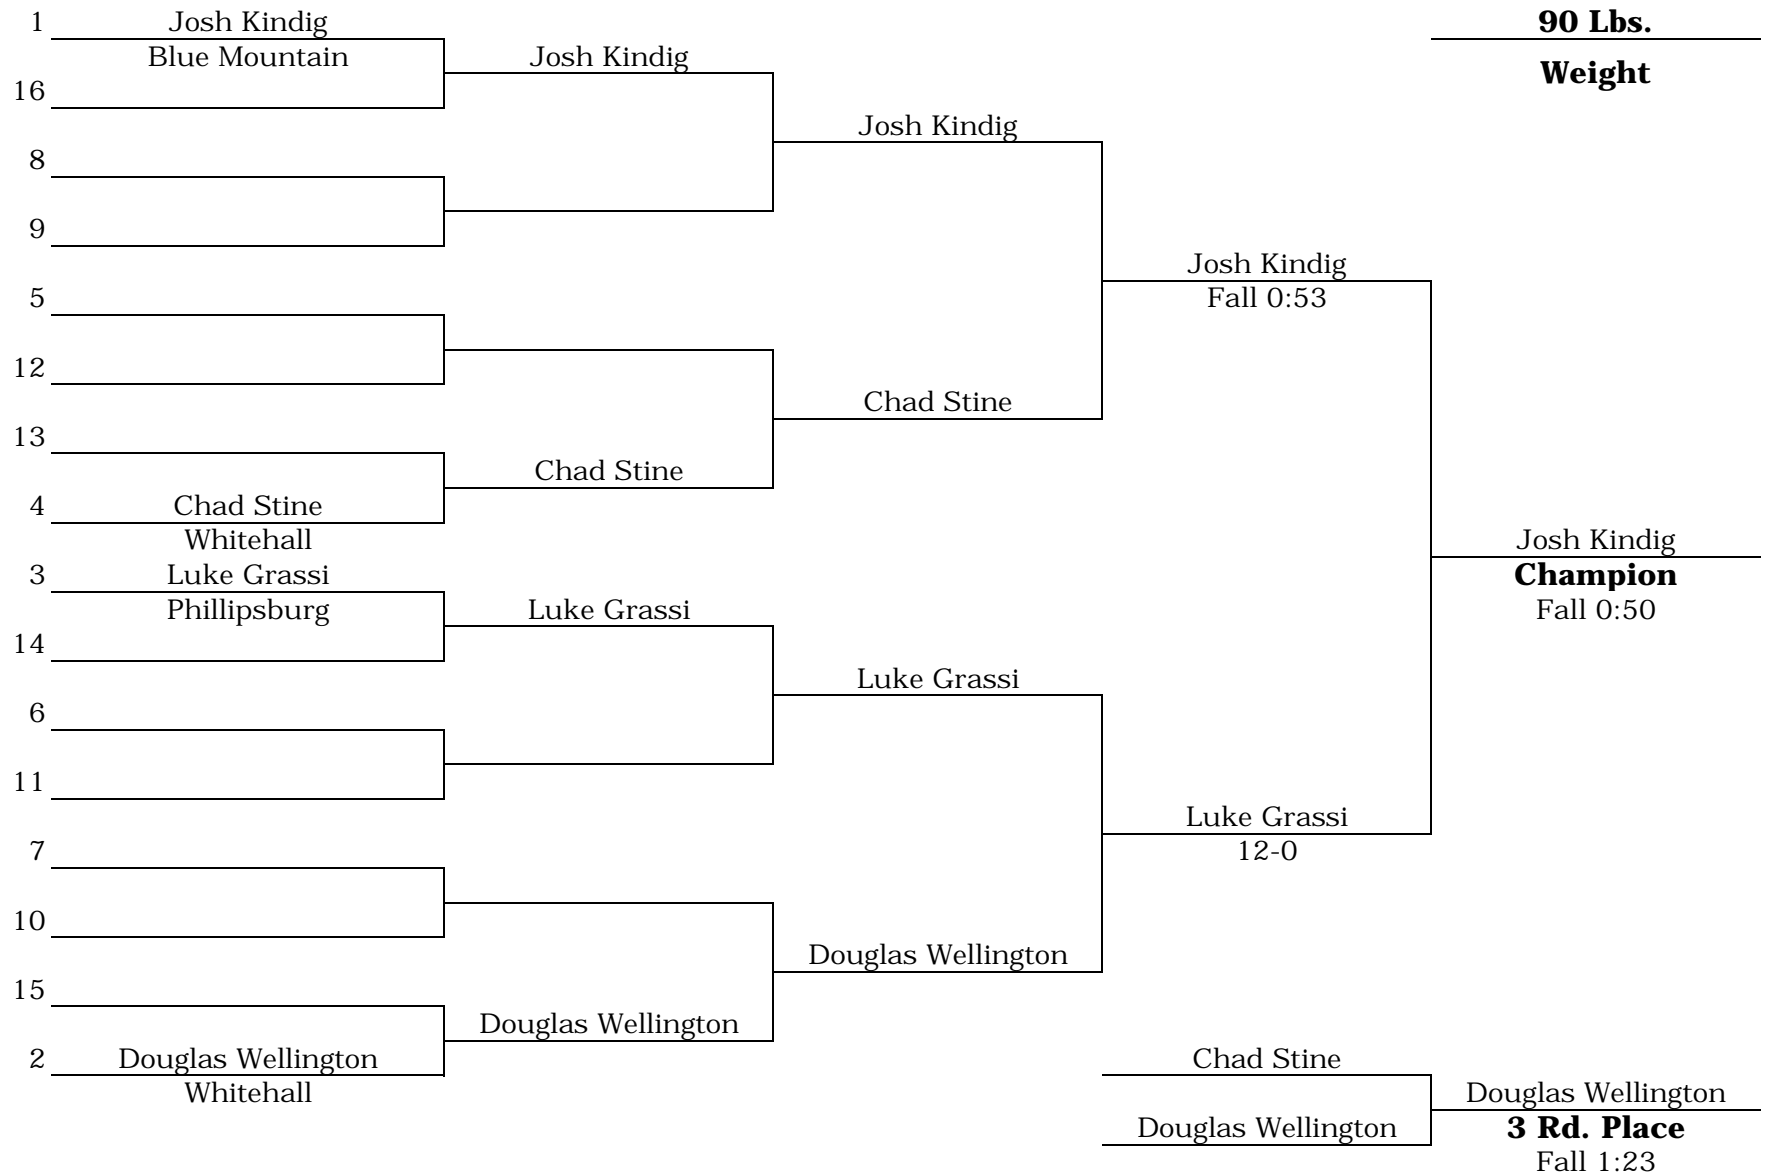 1 Josh Kindig
Blue Mountain
16
8
9
5
12
13
4 Chad Stine
Whitehall
3 Luke Grassi
Phillipsburg
14
6
11
7
10
15
2 Douglas Wellington
Whitehall
Josh Kindig
Chad Stine
Luke Grassi
Douglas Wellington
Josh Kindig
Chad Stine
Luke Grassi
Douglas Wellington
Josh Kindig
Fall 0:53
Luke Grassi
12-0
Chad Stine
Douglas Wellington
90 Lbs.
Weight
Josh Kindig
Champion
Fall 0:50
Douglas Wellington
3 Rd. Place
Fall 1:23